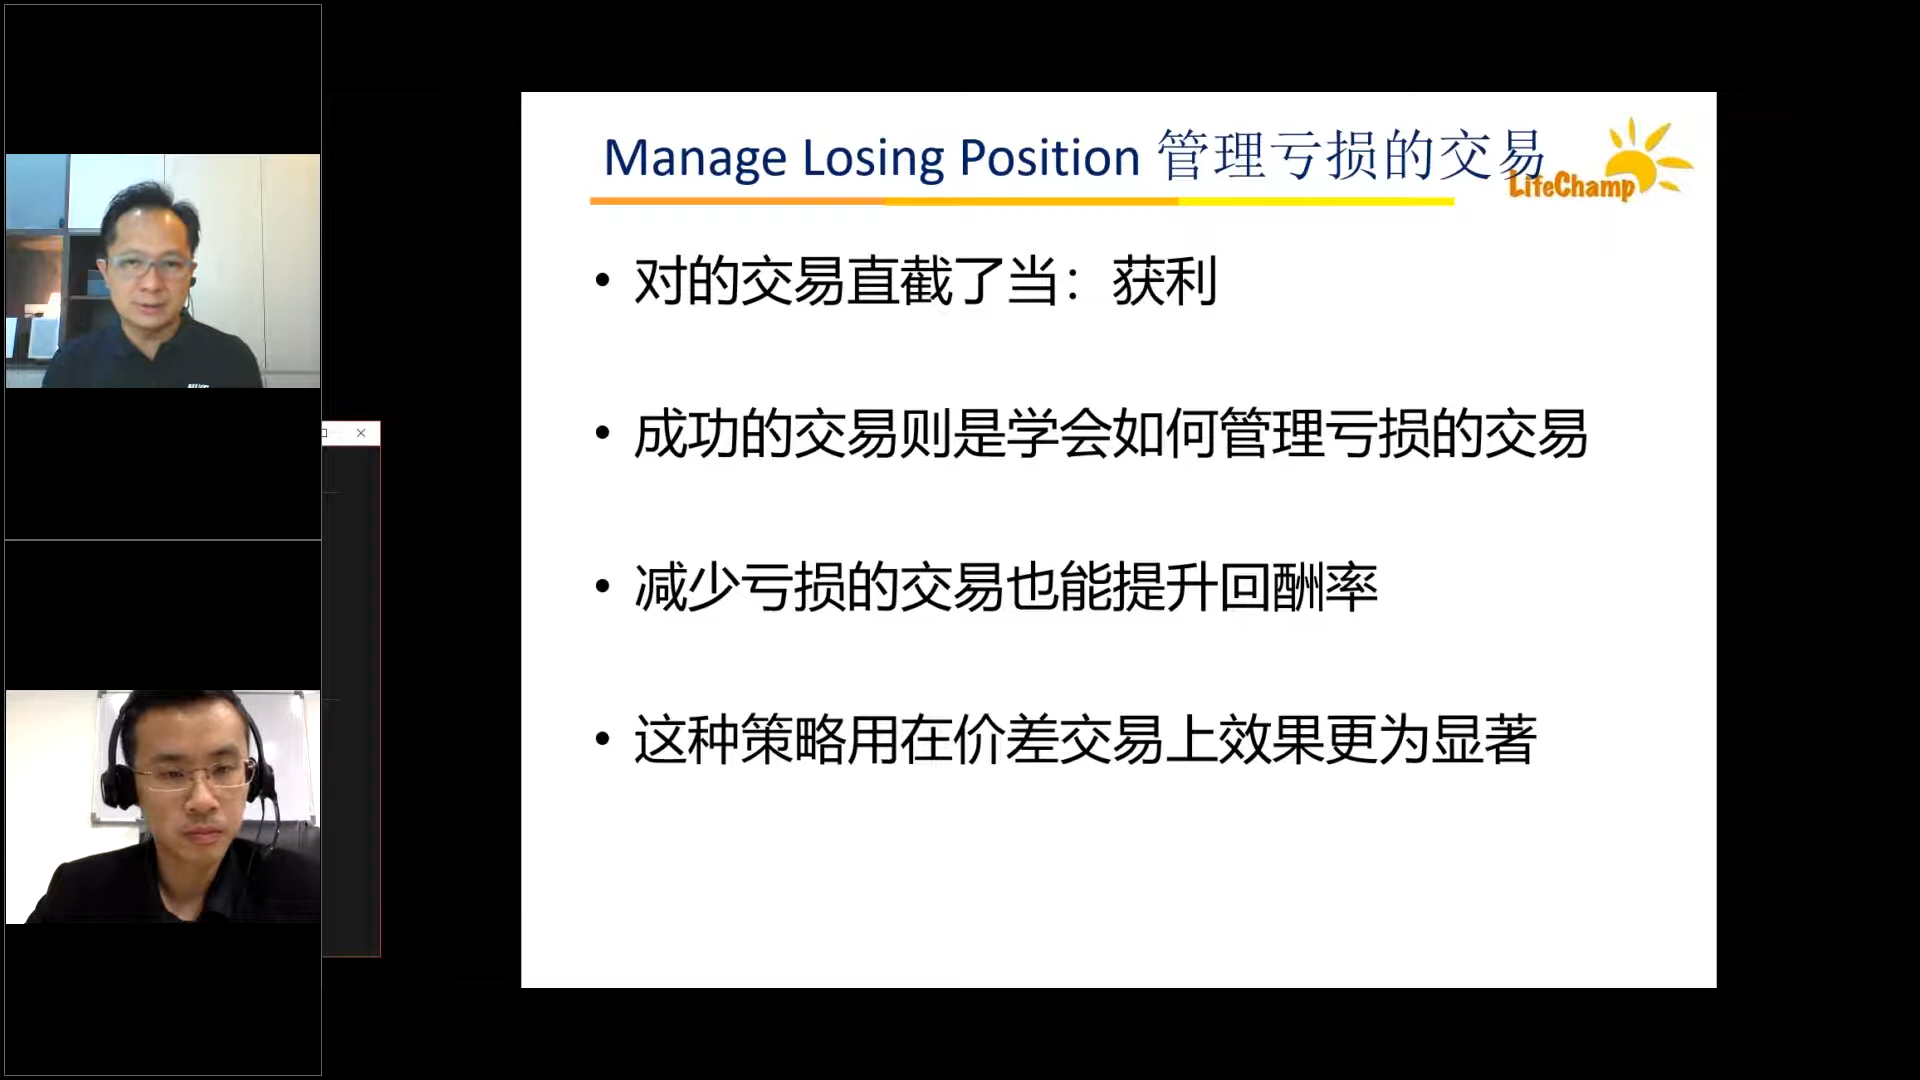 Manage Losing Position 管理亏损的交易
LifeChamp
• 对的交易直截了当：获利
• 成功的交易则是学会如何管理亏损的交易
• 减少亏损的交易也能提升回酬率
• 这种策略用在价差交易上效果更为显著